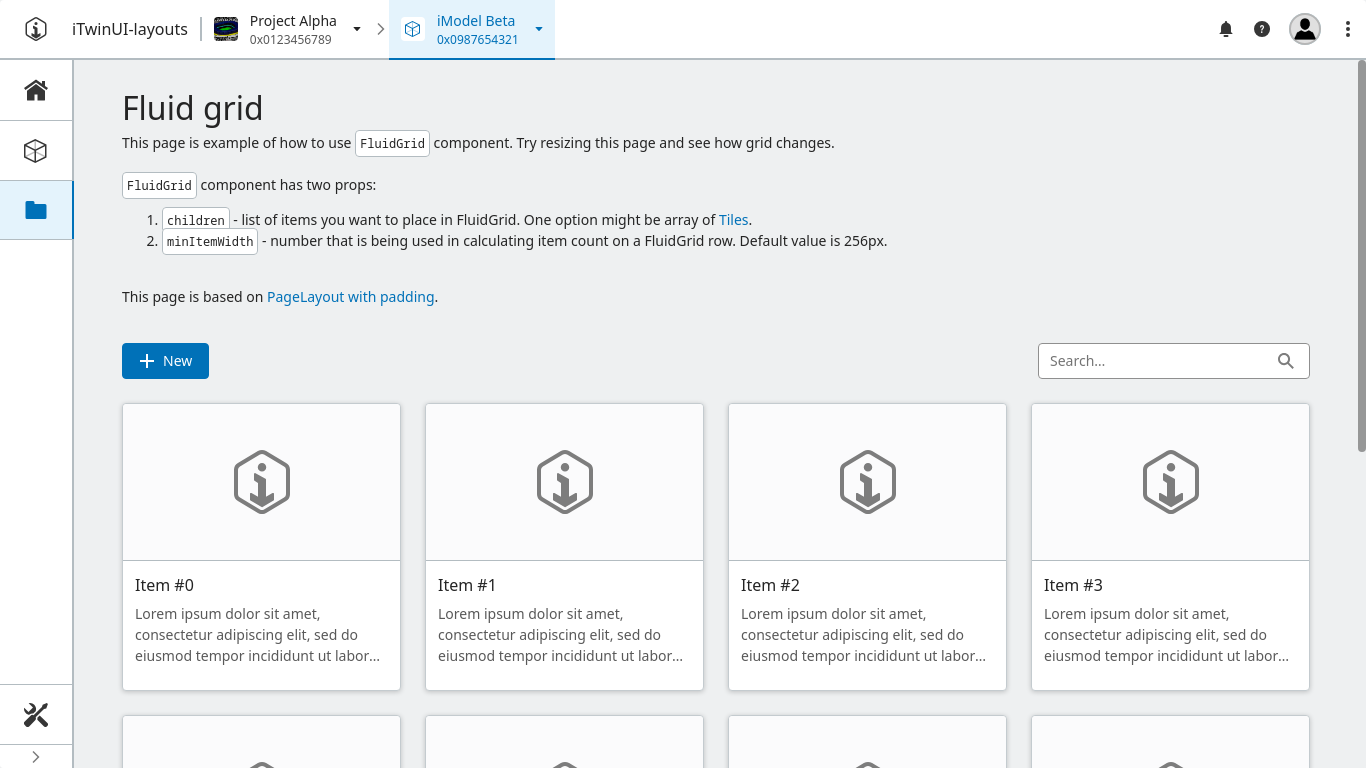 iTwinUI-layouts
Project Alpha
0x0123456789
iModel Beta
0x0987654321
Fluid grid
This page is example of how to use FluidGrid component. Try resizing this page and see how grid changes.
FluidGrid component has two props:
1. children - list of items you want to place in FluidGrid. One option might be array of Tiles.
2. minItemWidth - number that is being used in calculating item count on a FluidGrid row. Default value is 256px.
This page is based on PageLayout with padding.
New
Search...
Item #0
Lorem ipsum dolor sit amet,
consectetur adipiscing elit, sed do
eiusmod tempor incididunt ut labor...
Item #1
Lorem ipsum dolor sit amet,
consectetur adipiscing elit, sed do
eiusmod tempor incididunt ut labor...
Item #2
Lorem ipsum dolor sit amet,
consectetur adipiscing elit, sed do
eiusmod tempor incididunt ut labor...
Item #3
Lorem ipsum dolor sit amet,
consectetur adipiscing elit, sed do
eiusmod tempor incididunt ut labor...